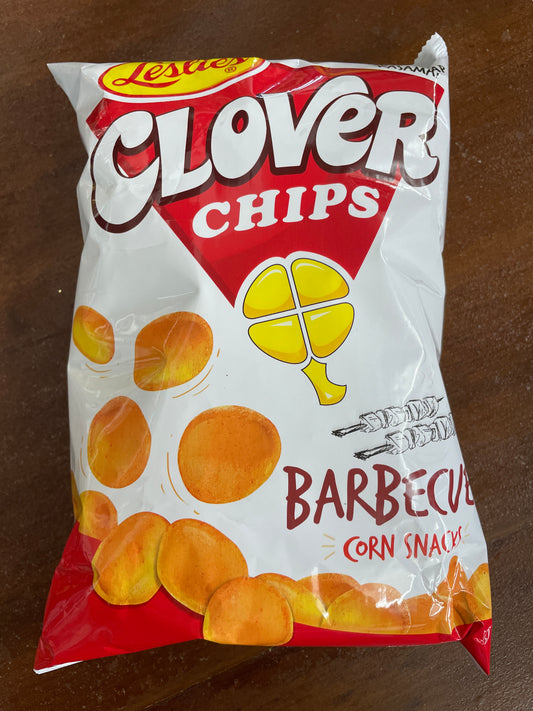 Leslie's®
CLOVER
CHIPS
BARBECUE
CORN SNACKS